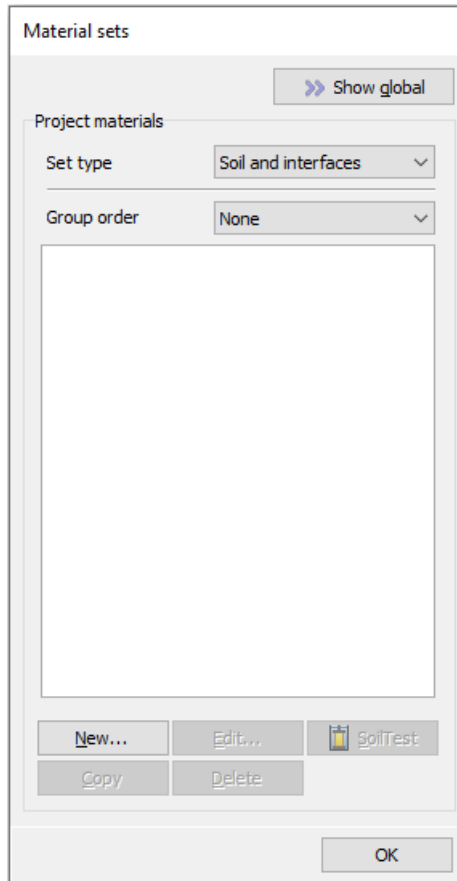 Material sets
Show global
Project materials
Set type Soil and interfaces
Group order None
New... Edit... SoilTest
Copy Delete
OK